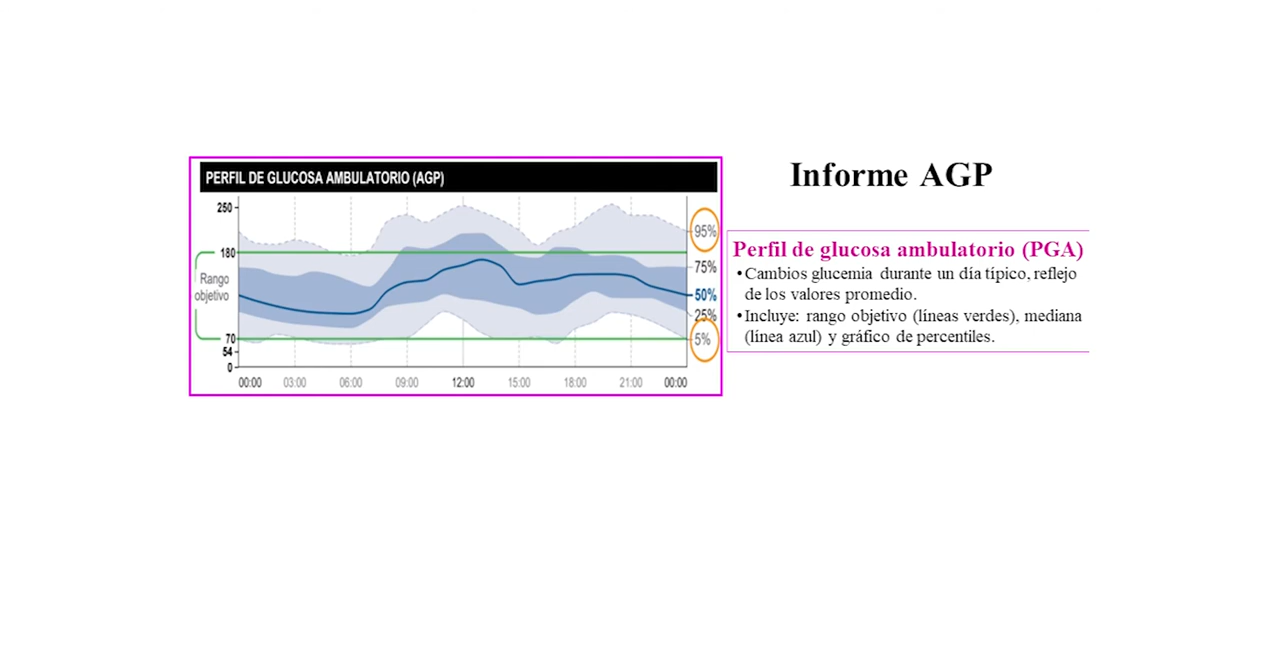 PERFIL DE GLUCOSA AMBULATORIO (AGP)
250
180
Rango
objetivo
70
54
0
00:00 03:00 06:00 09:00 12:00 15:00 18:00 21:00 00:00
95%
75%
50%
25%
5%
Informe AGP
Perfil de glucosa ambulatorio (PGA)
•Cambios glucemia durante un día típico, reflejo
de los valores promedio.
•Incluye: rango objetivo (líneas verdes), mediana
(línea azul) y gráfico de percentiles.